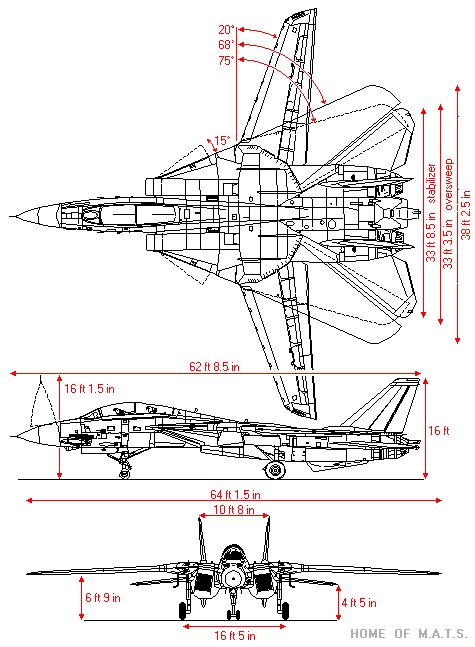 20°
68°
75°
15°
33 ft 8.5 in stabilizer
33 ft 3.5 in oversweep
38 ft 2.5 in
62 ft 8.5 in
16 ft 1.5 in
16 ft
64 ft 1.5 in
10 ft 8 in
6 ft 9 in
4 ft 5 in
16 ft 5 in
HOME OF M.A.T.S.